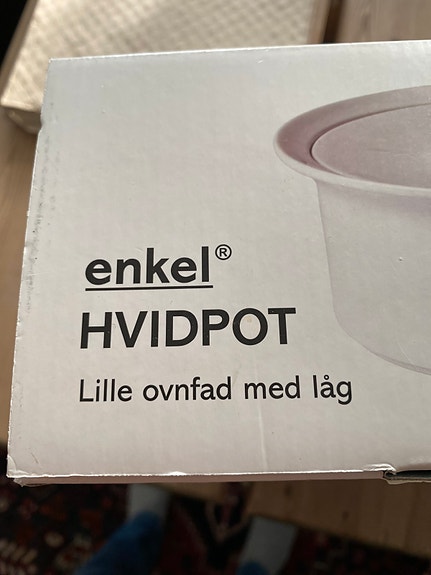 enkel®
HVIDPOT
Lille ovnfad med låg